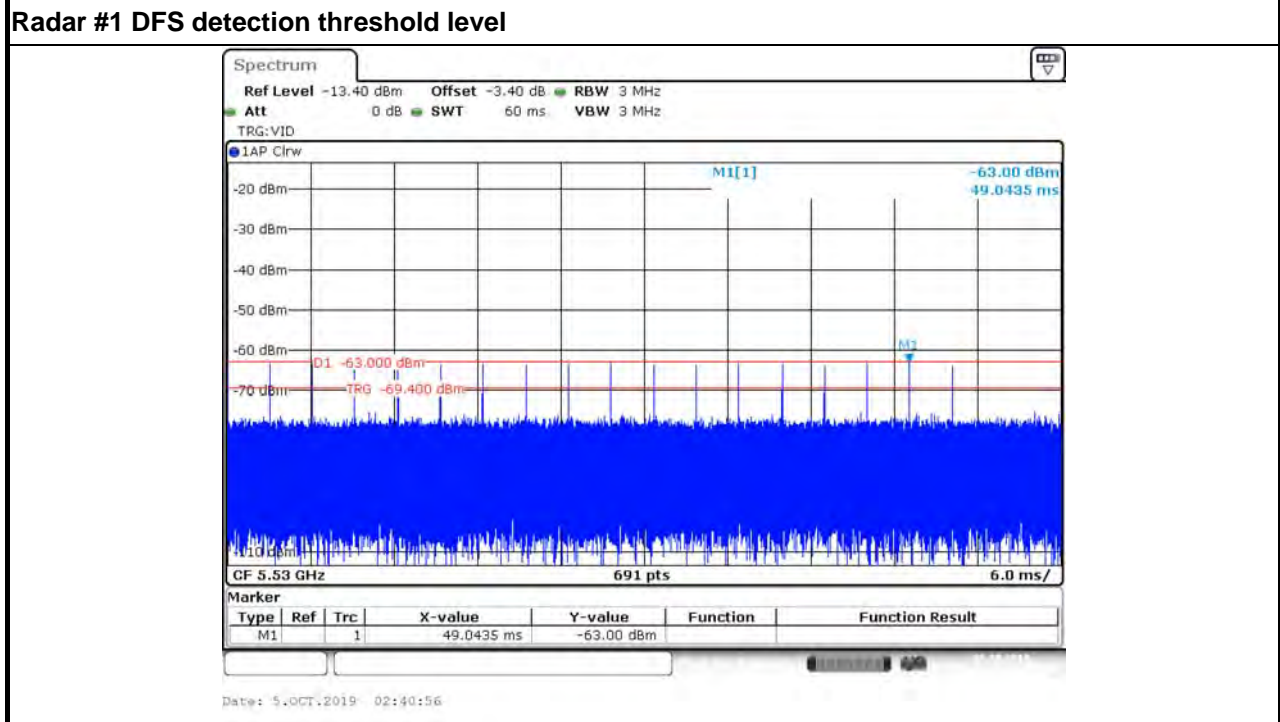 Radar #1 DFS detection threshold level
Spectrum
Ref Level -13.40 dBm Offset -3.40 dB RBW 3 MHz
Att 0 dB SWT 60 ms VBW 3 MHz
TRG:VID
1AP Clrw
M1[1] -63.00 dBm
49.0435 ms
-20 dBm
-30 dBm
-40 dBm
-50 dBm
-60 dBm
M1
D1 -63.000 dBm
-70 dBm
TRG -69.400 dBm
-110 dBm
CF 5.53 GHz 691 pts 6.0 ms/
Marker
Type Ref Trc X-value Y-value Function Function Result
M1 1 49.0435 ms -63.00 dBm
Date: 5.OCT.2019 02:40:56